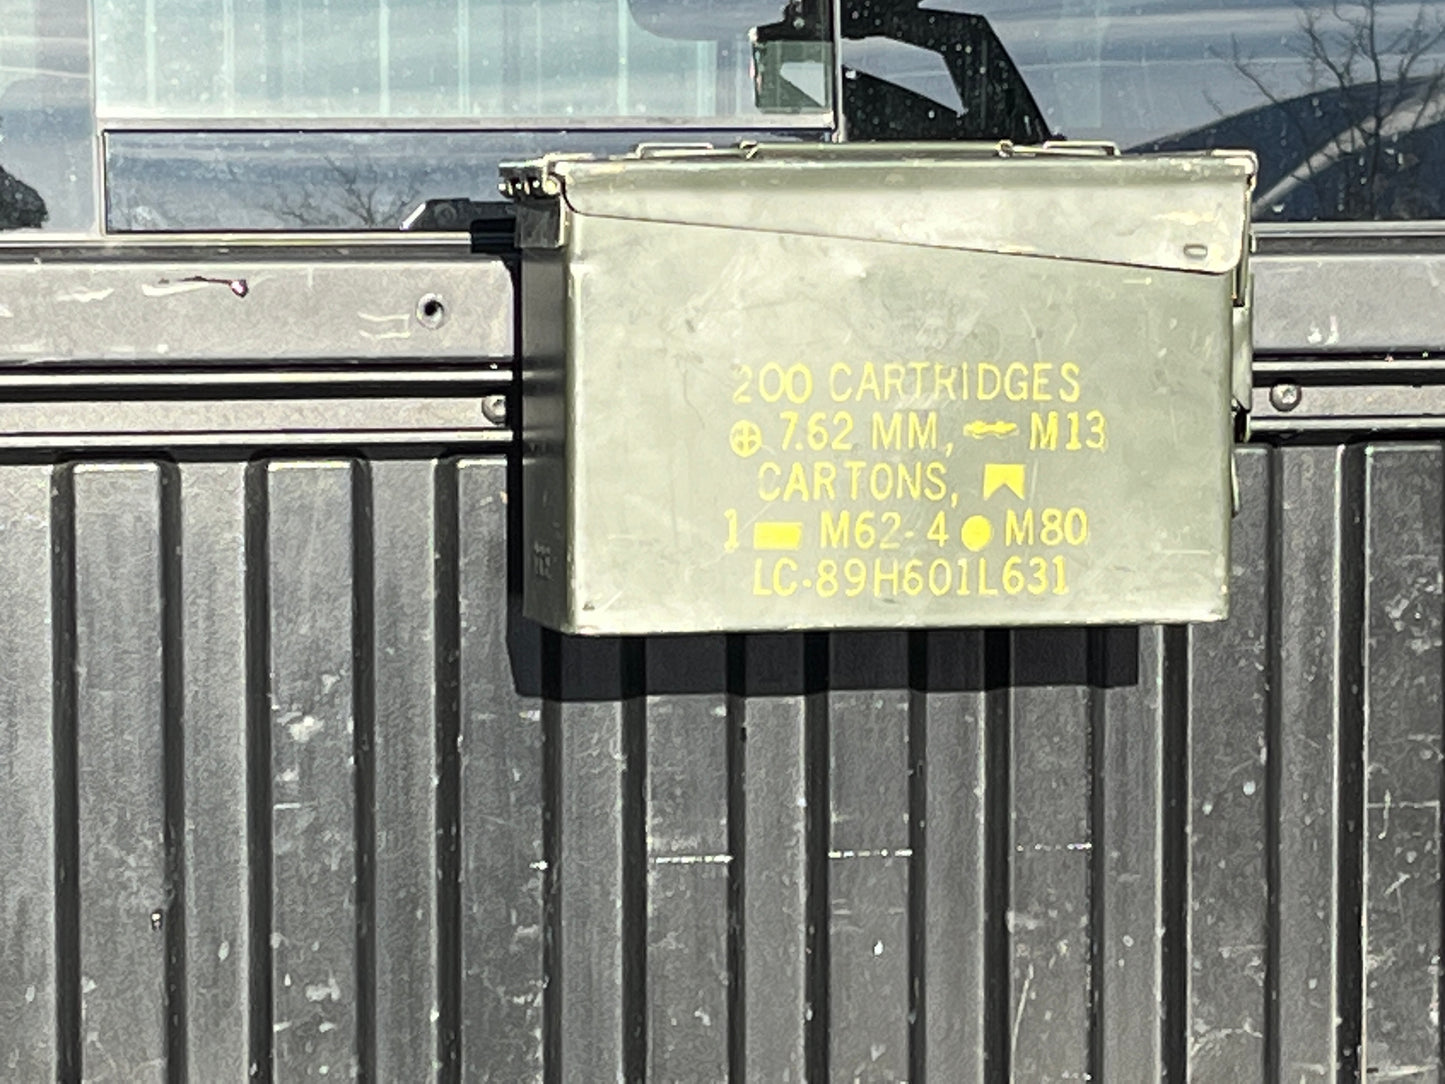 200 CARTRIDGES
7.62 MM, M13
CARTONS,
1 M62-4 M80
LC-89H601L631